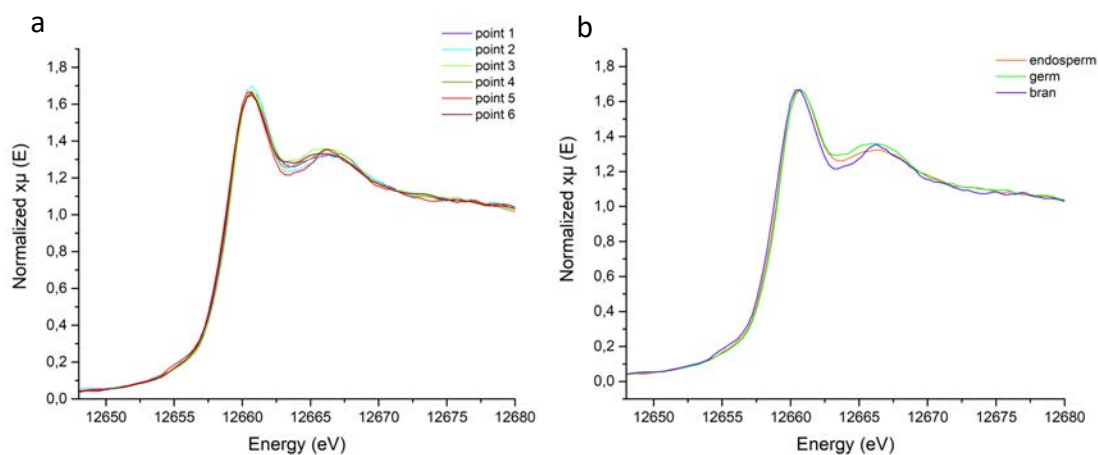 a
point 1
point 2
point 3
point 4
point 5
point 6
1,8
1,6
1,4
1,2
1,0
0,8
0,6
0,4
0,2
0,0
Normalized xμ (E)
12650 12655 12660 12665 12670 12675 12680
Energy (eV)
b
endosperm
germ
bran
1,8
1,6
1,4
1,2
1,0
0,8
0,6
0,4
0,2
0,0
Normalized xμ (E)
12650 12655 12660 12665 12670 12675 12680
Energy (eV)